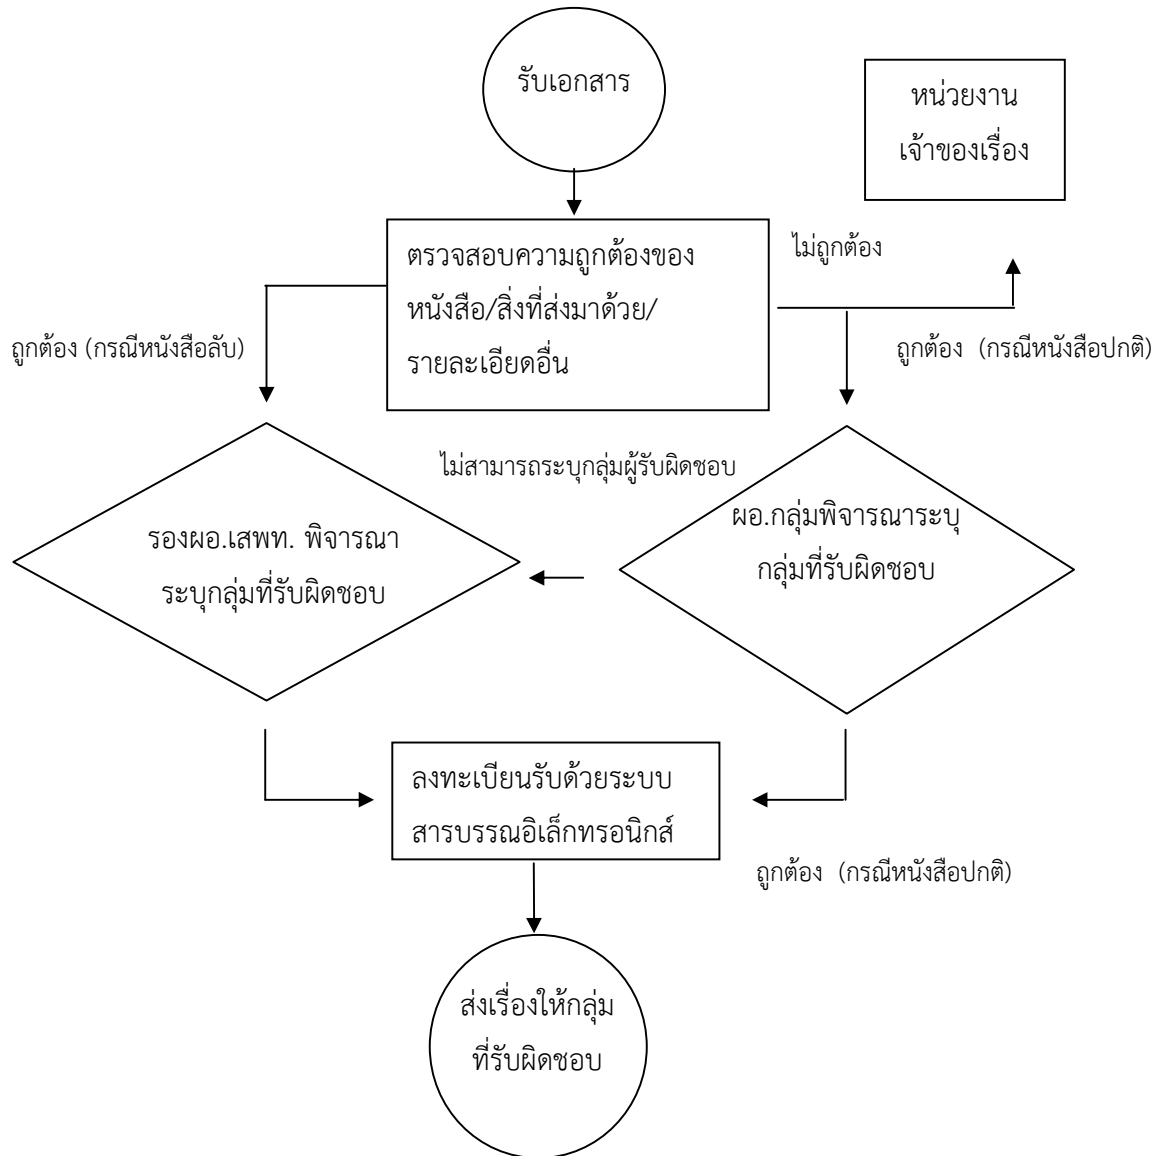 รับเอกสาร
หน่วยงาน
เจ้าของเรื่อง
ตรวจสอบความถูกต้องของ
หนังสือ/สิ่งที่ส่งมาด้วย/
รายละเอียดอื่น
ไม่ถูกต้อง
ถูกต้อง (กรณีหนังสือลับ)
ถูกต้อง (กรณีหนังสือปกติ)
ไม่สามารถระบุกลุ่มผู้รับผิดชอบ
รองผอ.เสพท. พิจารณา
ระบุกลุ่มที่รับผิดชอบ
ผอ.กลุ่มพิจารณาระบุ
กลุ่มที่รับผิดชอบ
ลงทะเบียนรับด้วยระบบ
สารบรรณอิเล็กทรอนิกส์
ถูกต้อง (กรณีหนังสือปกติ)
ส่งเรื่องให้กลุ่ม
ที่รับผิดชอบ